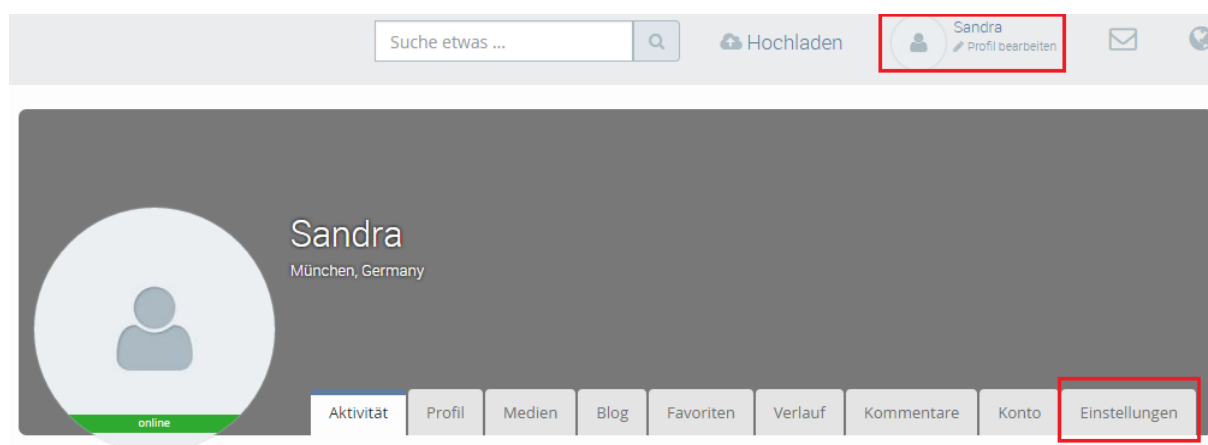 Suche etwas ...
Hochladen
Sandra
Profil bearbeiten
Sandra
München, Germany
online
Aktivität
Profil
Medien
Blog
Favoriten
Verlauf
Kommentare
Konto
Einstellungen